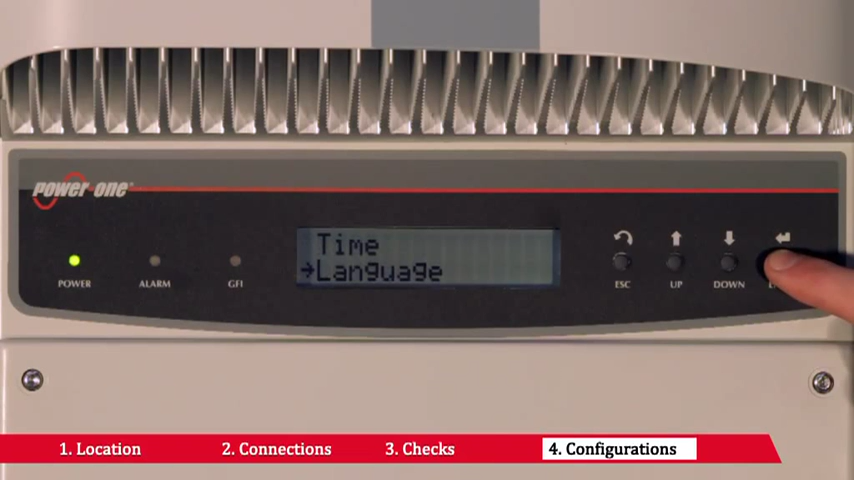 power-one®
Time
→Language
POWER
ALARM
GFI
ESC
UP
DOWN
1. Location
2. Connections
3. Checks
4. Configurations